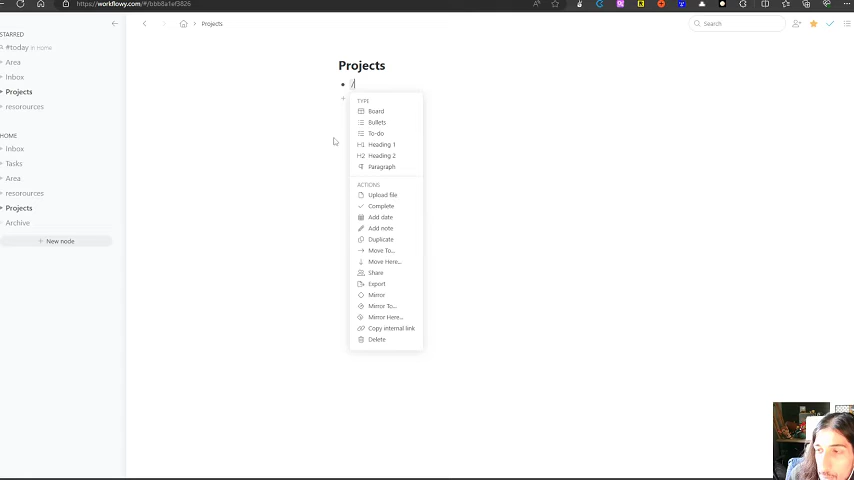 https://workflowy.com/#/bbb8a1ef3826
Projects
Search
STARRED
#today in Home
Area
Inbox
Projects
resorources
HOME
Inbox
Tasks
Area
resorources
Projects
Archive
+ New node
Projects
/
TYPE
Board
Bullets
To-do
H1 Heading 1
H2 Heading 2
Paragraph
ACTIONS
Upload file
Complete
Add date
Add note
Duplicate
Move To...
Move Here...
Share
Export
Mirror
Mirror To...
Mirror Here...
Copy internal link
Delete